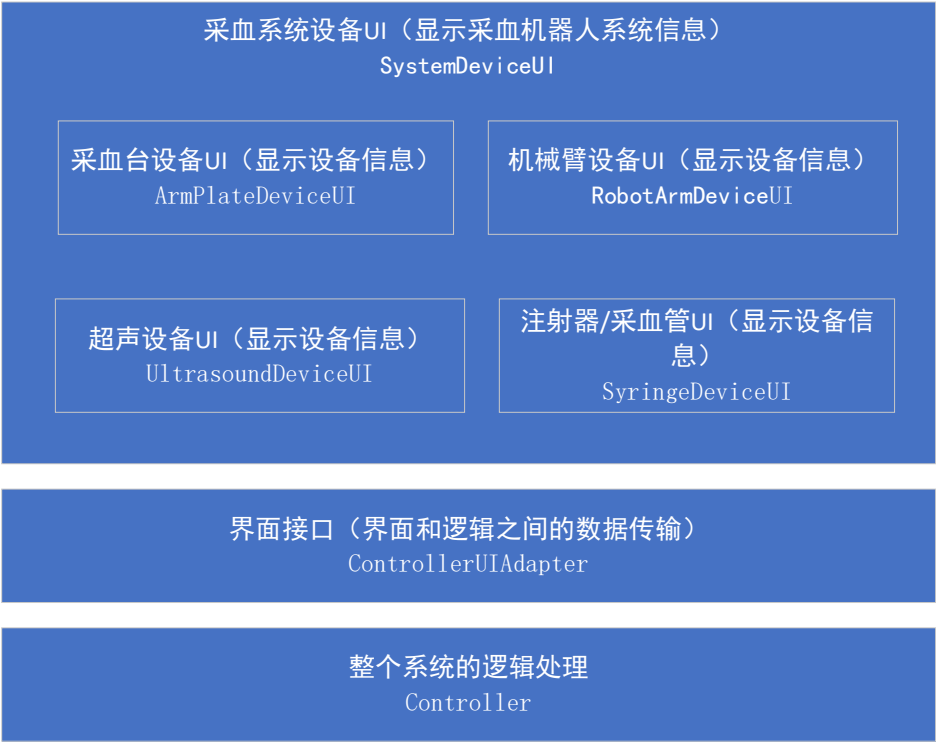 采血系统设备UI（显示采血机器人系统信息）
SystemDeviceUI
采血台设备UI（显示设备信息）
ArmPlateDeviceUI
机械臂设备UI（显示设备信息）
RobotArmDeviceUI
超声设备UI（显示设备信息）
UltrasoundDeviceUI
注射器/采血管UI（显示设备信
息）
SyringeDeviceUI
界面接口（界面和逻辑之间的数据传输）
ControllerUIAdapter
整个系统的逻辑处理
Controller